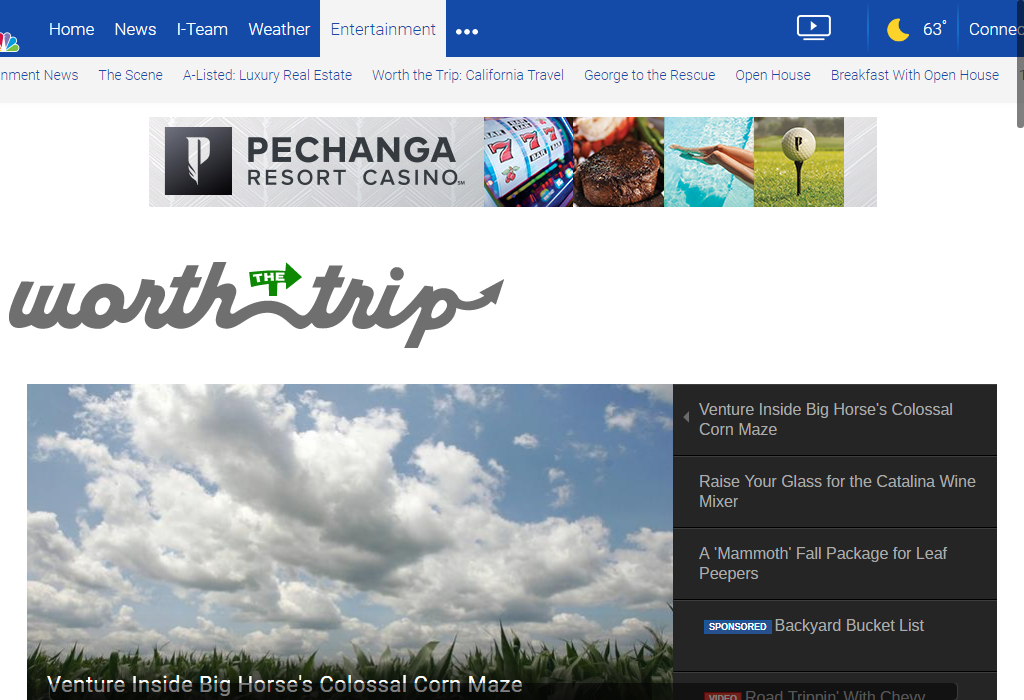 Home News I-Team Weather Entertainment ••• 63° Connec
nment News The Scene A-Listed: Luxury Real Estate Worth the Trip: California Travel George to the Rescue Open House Breakfast With Open House
PECHANGA
RESORT CASINO
worth THE trip
Venture Inside Big Horse's Colossal
Corn Maze
Raise Your Glass for the Catalina Wine
Mixer
A 'Mammoth' Fall Package for Leaf
Peepers
SPONSORED Backyard Bucket List
VIDEO Road Trippin' With Chevy
Venture Inside Big Horse's Colossal Corn Maze